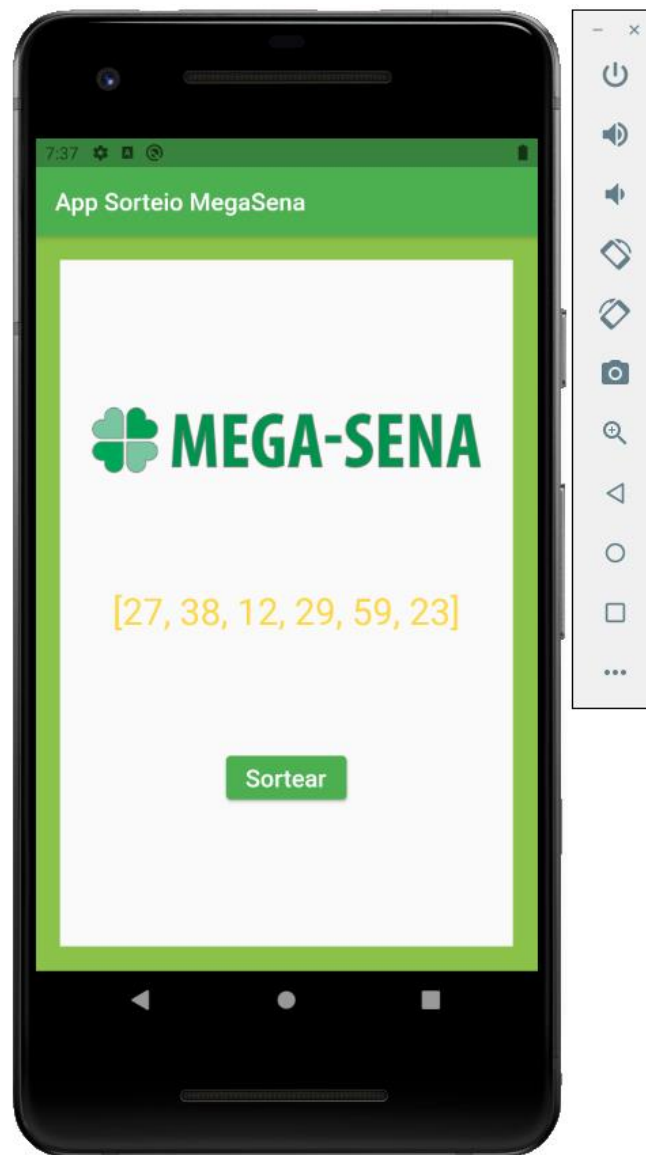 7:37
App Sorteio MegaSena
MEGA-SENA
[27, 38, 12, 29, 59, 23]
Sortear